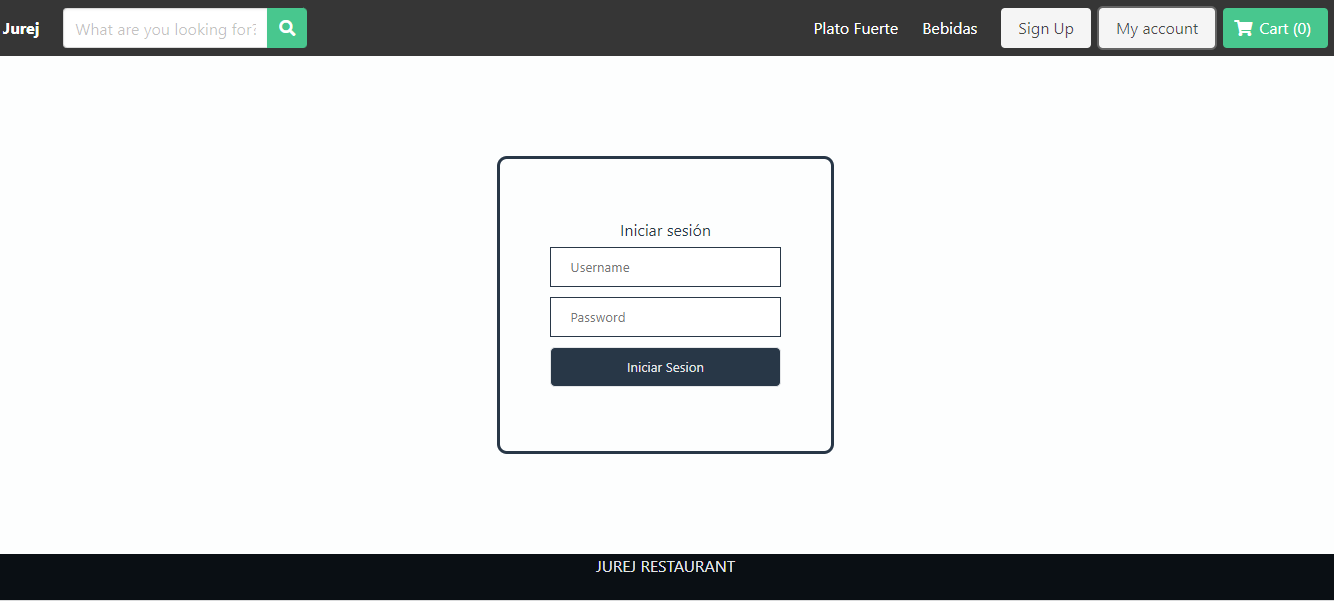 Jurej
What are you looking for?
Plato Fuerte
Bebidas
Sign Up
My account
Cart (0)
Iniciar sesión
Username
Password
Iniciar Sesion
JUREJ RESTAURANT